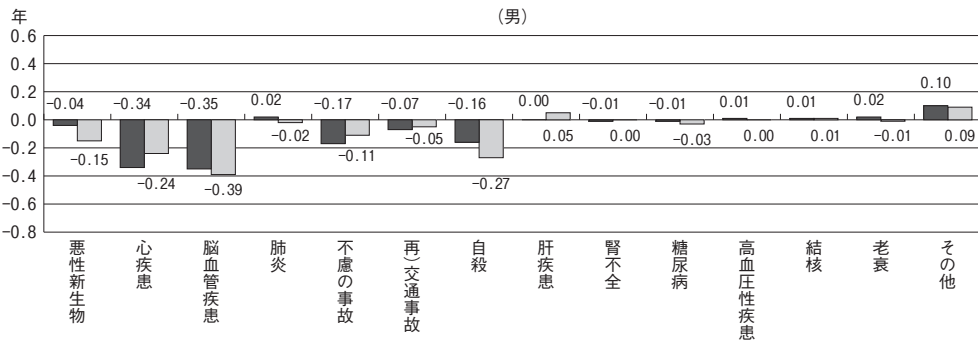 年
（男）
0.6
0.4
0.2
0.0
-0.2
-0.4
-0.6
-0.8
-0.04 -0.34 -0.35 0.02 -0.17 -0.07 -0.16 0.00 -0.01 -0.01 0.01 0.01 0.02 0.10
-0.15 -0.24 -0.39 -0.02 -0.11 -0.05 -0.27 0.05 0.00 -0.03 0.00 0.01 -0.01 0.09
悪性新生物
心疾患
脳血管疾患
肺炎
不慮の事故
再）交通事故
自殺
肝疾患
腎不全
糖尿病
高血圧性疾患
結核
老衰
その他